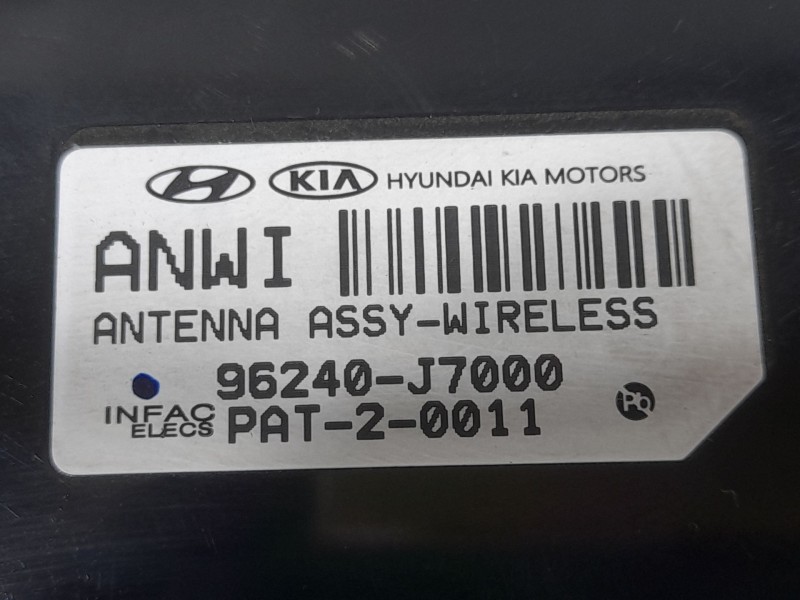 KIA HYUNDAI KIA MOTORS
ANWI
ANTENNA ASSY-WIRELESS
96240-J7000
INFAC ELECS PAT-2-0011
Pb